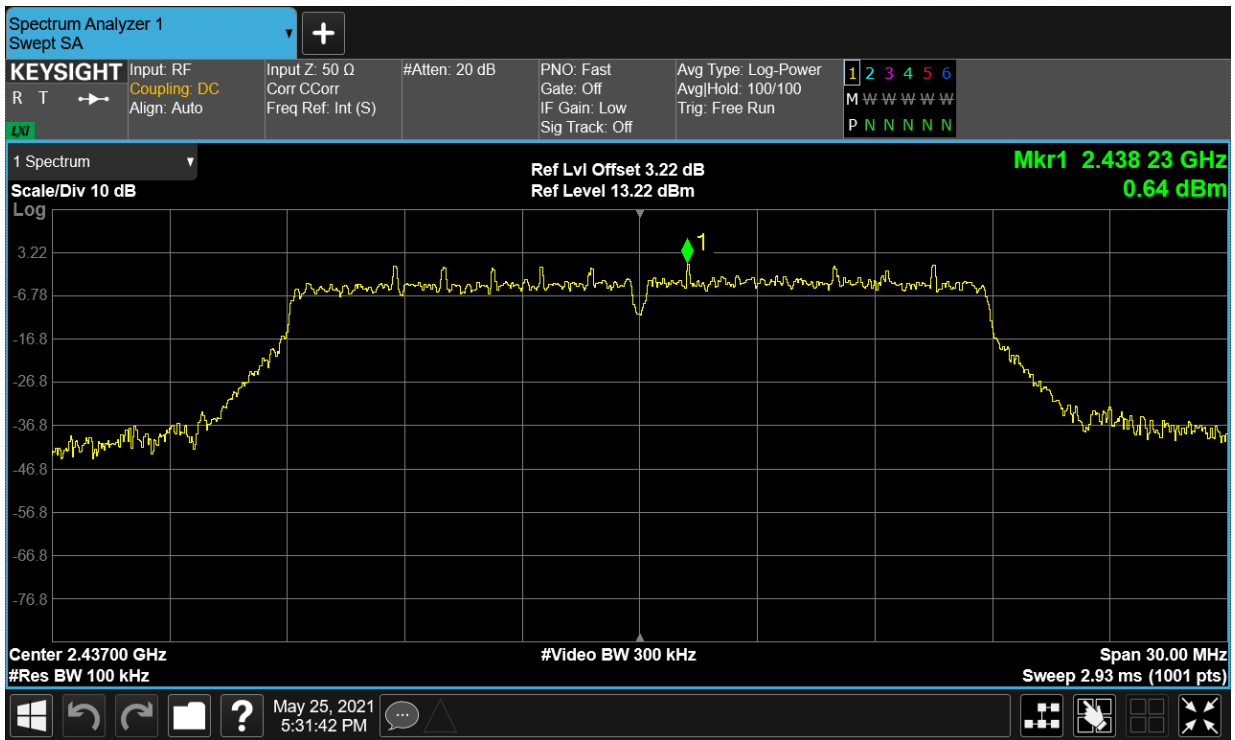 Spectrum Analyzer 1
Swept SA
+
KEYSIGHT
R T
LXI
Input: RF
Coupling: DC
Align: Auto
Input Z: 50 Ω
Corr CCorr
Freq Ref: Int (S)
#Atten: 20 dB
PNO: Fast
Gate: Off
IF Gain: Low
Sig Track: Off
Avg Type: Log-Power
Avg|Hold: 100/100
Trig: Free Run
1 2 3 4 5 6
M W W W W W
P N N N N N
1 Spectrum
Scale/Div 10 dB
Log
Ref Lvl Offset 3.22 dB
Ref Level 13.22 dBm
Mkr1 2.438 23 GHz
0.64 dBm
1
3.22
-6.78
-16.8
-26.8
-36.8
-46.8
-56.8
-66.8
-76.8
Center 2.43700 GHz
#Res BW 100 kHz
#Video BW 300 kHz
Span 30.00 MHz
Sweep 2.93 ms (1001 pts)
?
May 25, 2021
5:31:42 PM